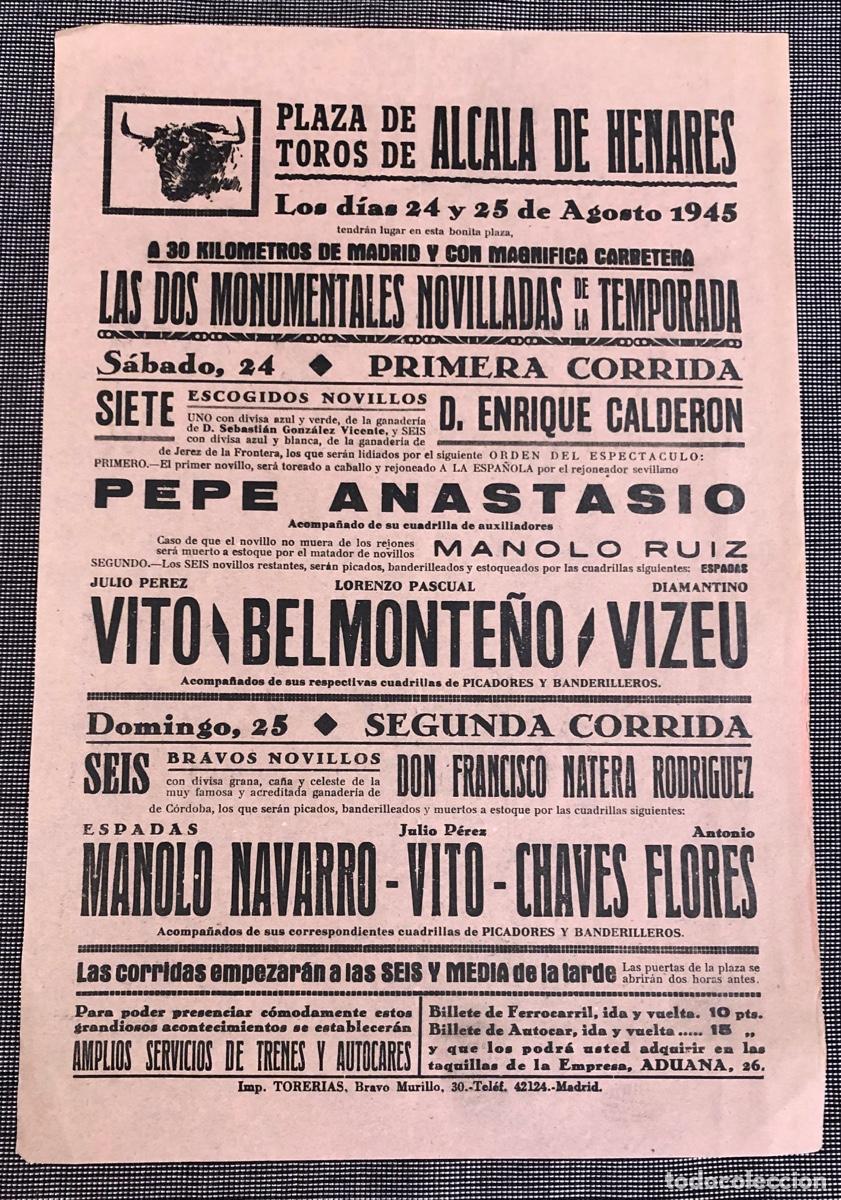 PLAZA DE
TOROS DE ALCALA DE HENARES
Los días 24 y 25 de Agosto 1945
tendrán lugar en esta bonita plaza,
A 30 KILOMETROS DE MADRID Y CON MAGNIFICA CARRETERA
LAS DOS MONUMENTALES NOVILLADAS DE LA TEMPORADA
Sábado, 24 ◆ PRIMERA CORRIDA
SIETE ESCOGIDOS NOVILLOS D. ENRIQUE CALDERON
UNO con divisa azul y verde, de la ganadería
de D. Sebastián González Vicente, y SEIS
con divisa azul y blanca, de la ganadería de
de Jerez de la Frontera, los que serán lidiados por el siguiente ORDEN DEL ESPECTACULO:
PRIMERO.—El primer novillo, será toreado a caballo y rejoneado A LA ESPAÑOLA por el rejoneador sevillano
PEPE ANASTASIO
Acompañado de su cuadrilla de auxiliadores
Caso de que el novillo no muera de los rejones
será muerto a estoque por el matador de novillos MANOLO RUIZ
SEGUNDO.—Los SEIS novillos restantes, serán picados, banderilleados y estoqueados por las cuadrillas siguientes: ESPADAS
JULIO PEREZ LORENZO PASCUAL DIAMANTINO
VITO BELMONTEÑO VIZEU
Acompañados de sus respectivas cuadrillas de PICADORES Y BANDERILLEROS.
Domingo, 25 ◆ SEGUNDA CORRIDA
SEIS BRAVOS NOVILLOS DON FRANCISCO NATERA RODRIGUEZ
con divisa grana, caña y celeste de la
muy famosa y acreditada ganadería de
de Córdoba, los que serán picados, banderilleados y muertos a estoque por las cuadrillas siguientes:
ESPADAS Julio Pérez Antonio
MANOLO NAVARRO - VITO - CHAVES FLORES
Acompañados de sus correspondientes cuadrillas de PICADORES Y BANDERILLEROS.
Las corridas empezarán a las SEIS Y MEDIA de la tarde Las puertas de la plaza se
abrirán dos horas antes.
Para poder presenciar cómodamente estos
grandiosos acontecimientos se establecerán
AMPLIOS SERVICIOS DE TRENES Y AUTOCARES
Billete de Ferrocarril, ida y vuelta. 10 pts.
Billete de Autocar, ida y vuelta..... 15 „
y que los podrá usted adquirir en las
taquillas de la Empresa, ADUANA, 26.
Imp. TORERIAS, Bravo Murillo, 30.-Teléf. 42124.-Madrid.
todocoleccion